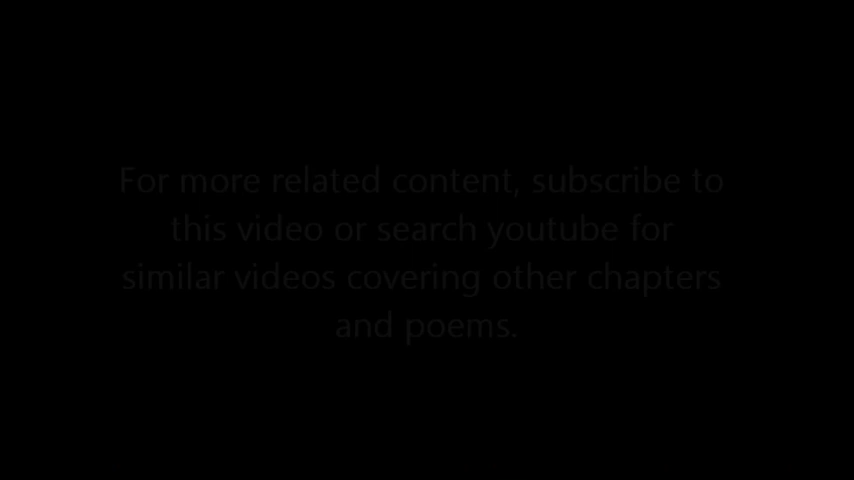 For more related content, subscribe to
this video or search youtube for
similar videos covering other chapters
and poems.